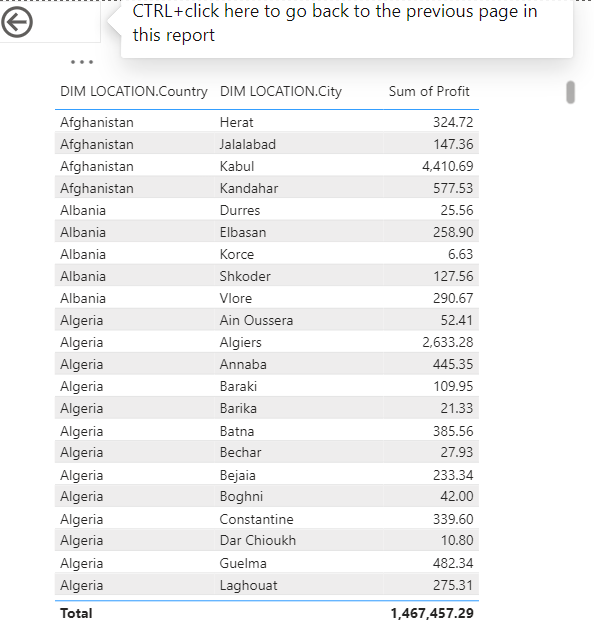 CTRL+click here to go back to the previous page in
this report
DIM LOCATION.Country DIM LOCATION.City Sum of Profit
Afghanistan Herat 324.72
Afghanistan Jalalabad 147.36
Afghanistan Kabul 4,410.69
Afghanistan Kandahar 577.53
Albania Durres 25.56
Albania Elbasan 258.90
Albania Korce 6.63
Albania Shkoder 127.56
Albania Vlore 290.67
Algeria Ain Oussera 52.41
Algeria Algiers 2,633.28
Algeria Annaba 445.35
Algeria Baraki 109.95
Algeria Barika 21.33
Algeria Batna 385.56
Algeria Bechar 27.93
Algeria Bejaia 233.34
Algeria Boghni 42.00
Algeria Constantine 339.60
Algeria Dar Chioukh 10.80
Algeria Guelma 482.34
Algeria Laghouat 275.31
Total 1,467,457.29